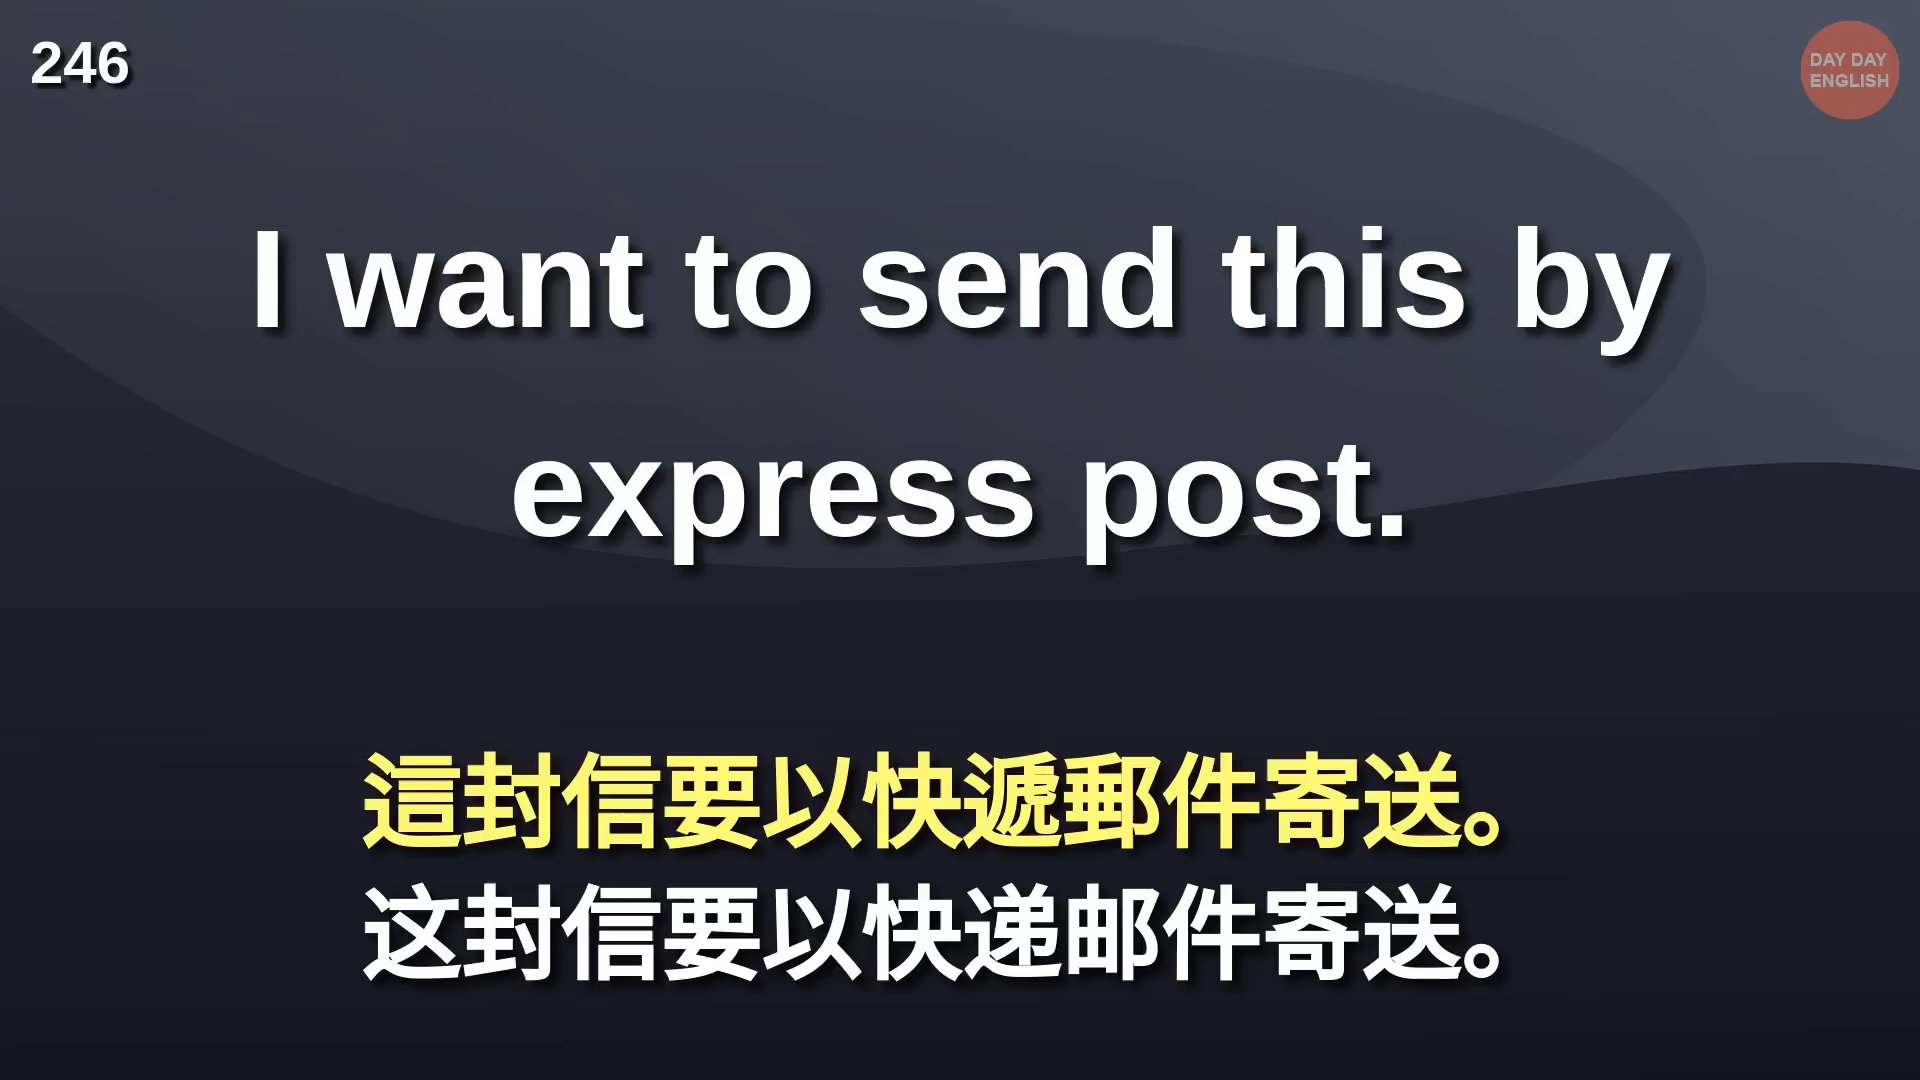 246
DAY DAY
ENGLISH
I want to send this by
express post.
這封信要以快遞郵件寄送。
这封信要以快递邮件寄送。